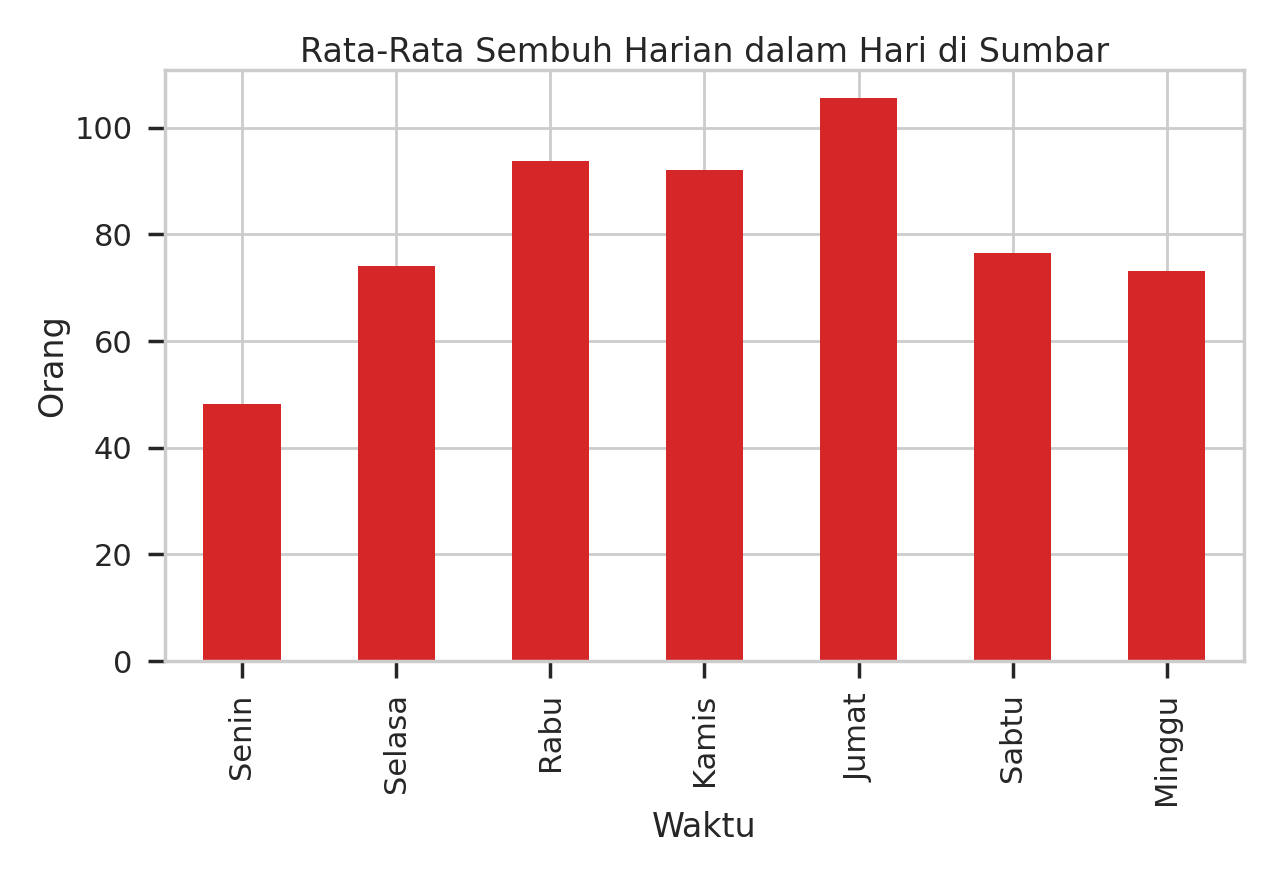 Rata-Rata Sembuh Harian dalam Hari di Sumbar
Orang
100
80
60
40
20
0
Senin
Selasa
Rabu
Kamis
Jumat
Sabtu
Minggu
Waktu